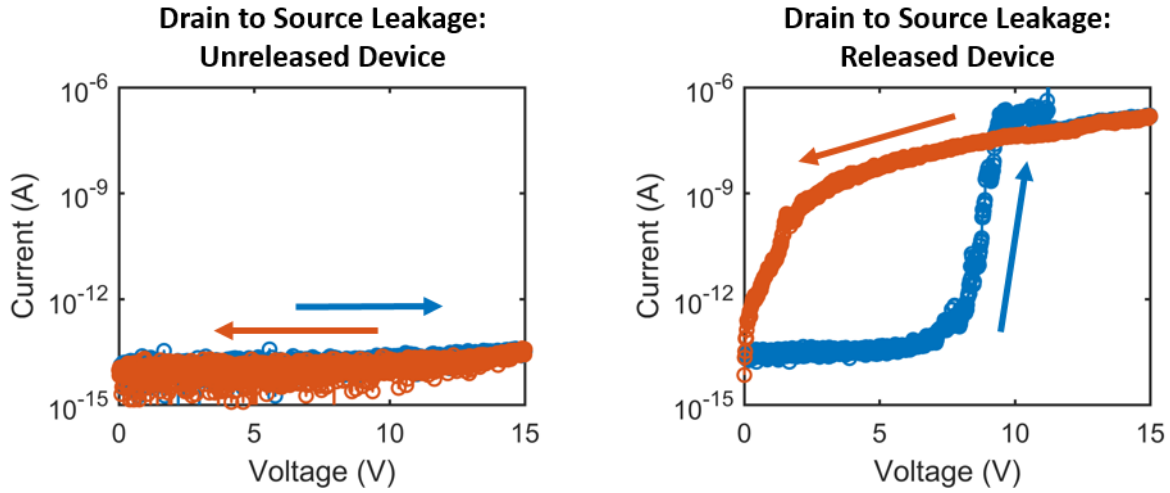 Drain to Source Leakage:
Unreleased Device
10-6
10-9
10-12
10-15
Current (A)
0
5
10
15
Voltage (V)
Drain to Source Leakage:
Released Device
10-6
10-9
10-12
10-15
Current (A)
0
5
10
15
Voltage (V)